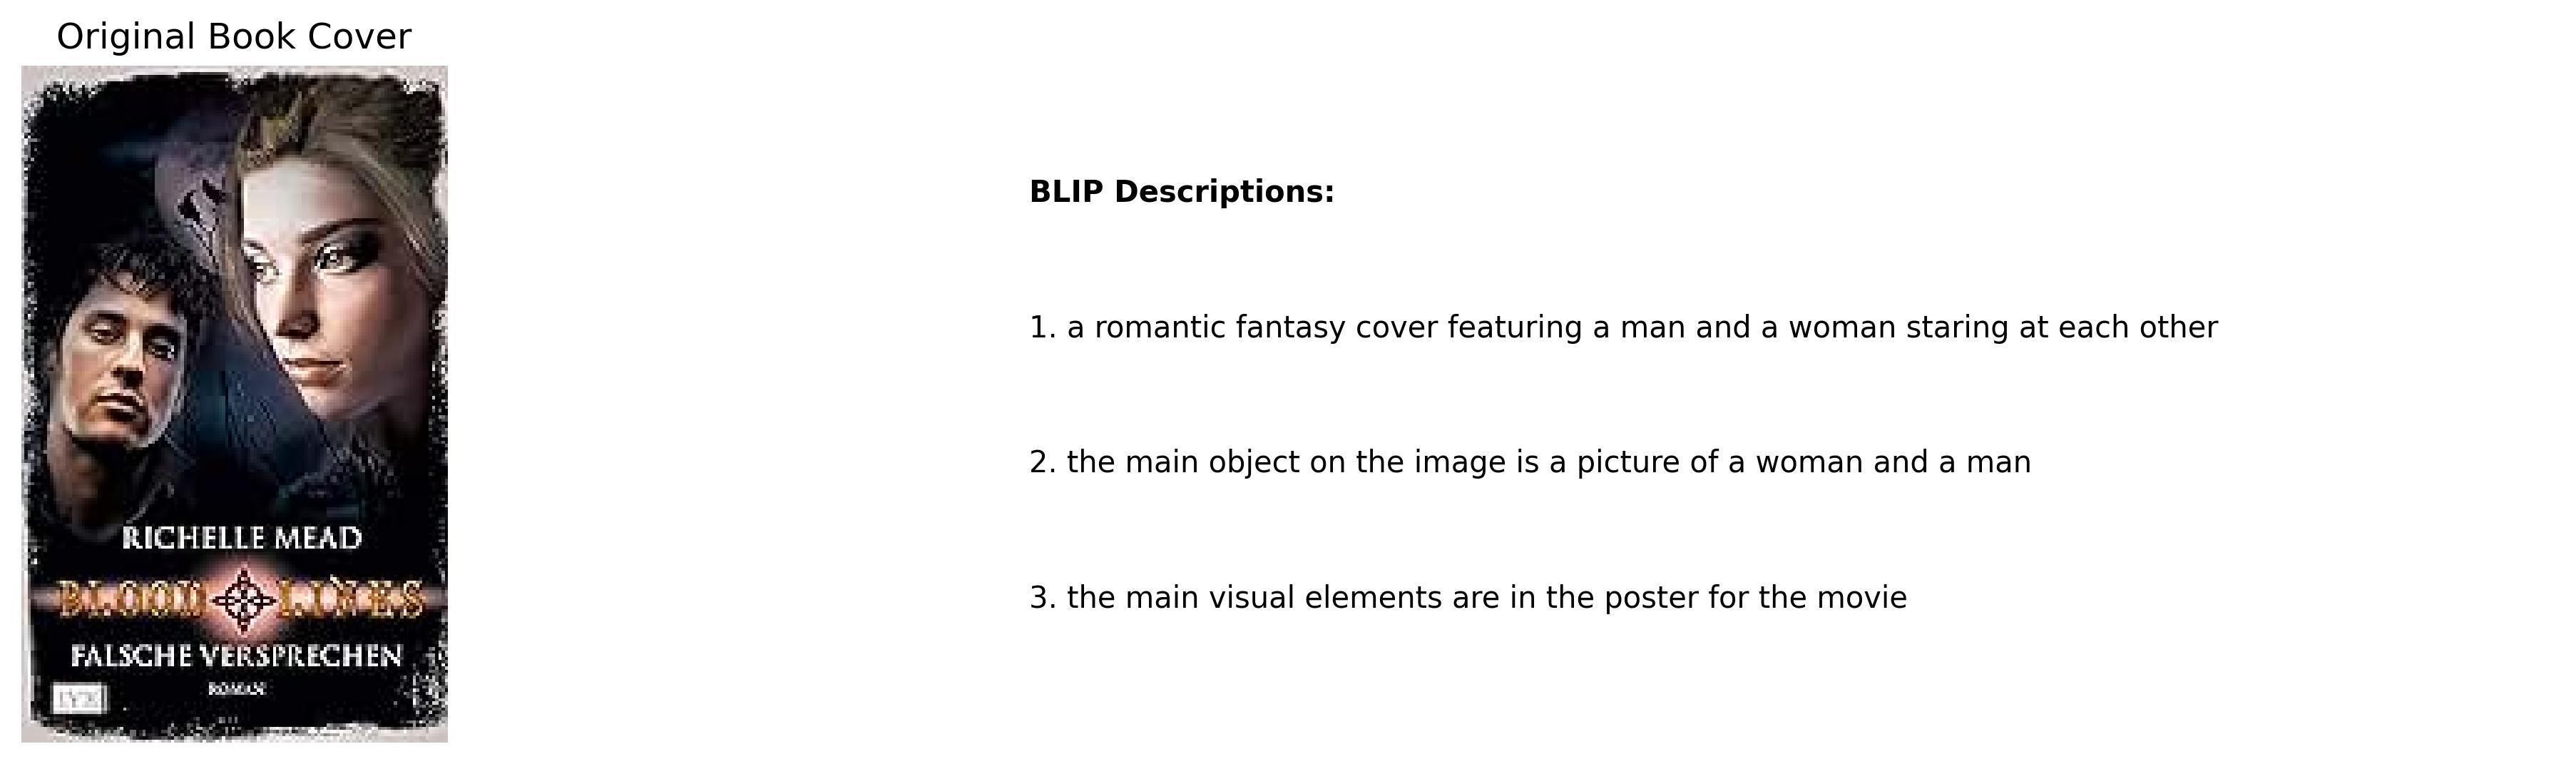 Original Book Cover
RICHELLE MEAD
BLOODLINES
FALSCHE VERSPRECHEN
ROMAN
LYX
BLIP Descriptions:
1. a romantic fantasy cover featuring a man and a woman staring at each other
2. the main object on the image is a picture of a woman and a man
3. the main visual elements are in the poster for the movie